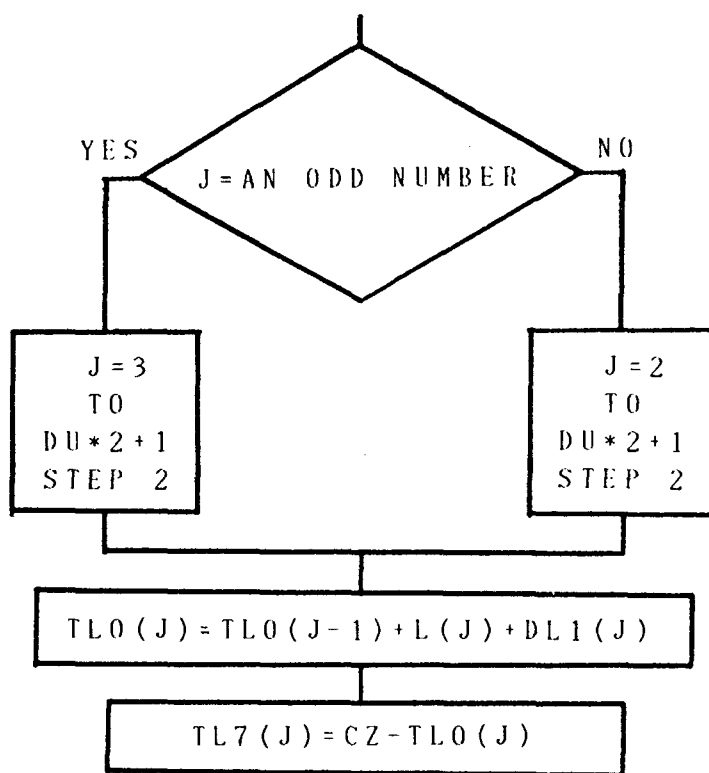 YES
NO
J=AN ODD NUMBER
J=3
TO
DU*2+1
STEP 2
J=2
TO
DU*2+1
STEP 2
TL0(J)=TL0(J-1)+L(J)+DL1(J)
TL7(J)=CZ-TL0(J)